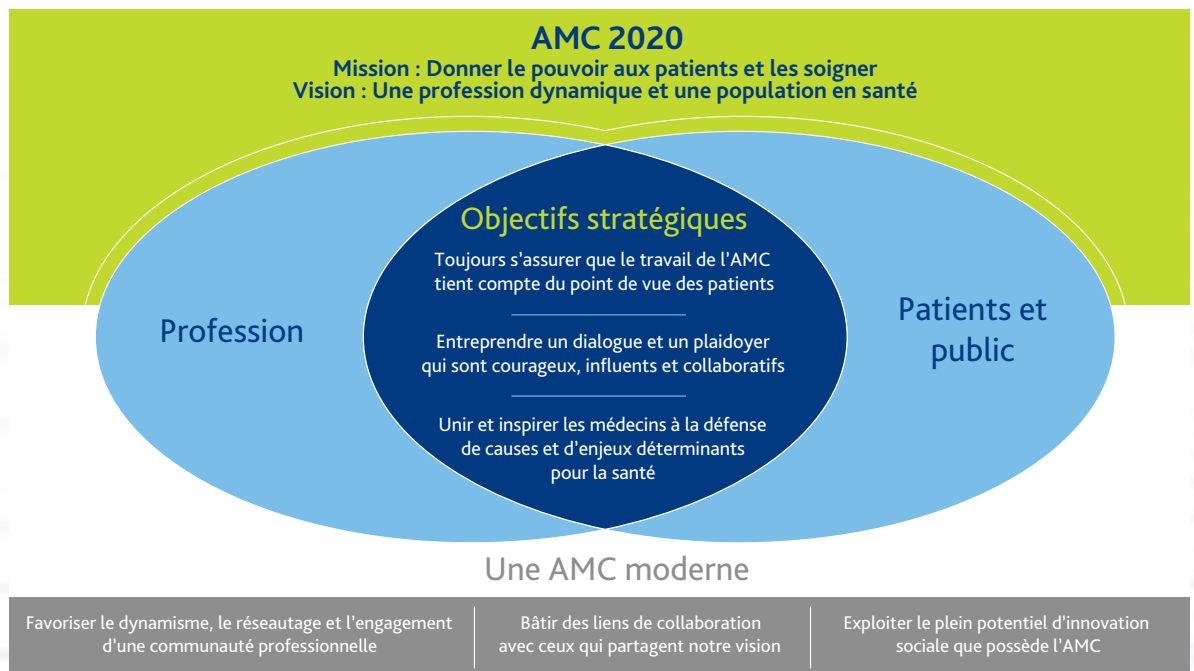 AMC 2020
Mission : Donner le pouvoir aux patients et les soigner
Vision : Une profession dynamique et une population en santé
Profession
Objectifs stratégiques
Toujours s'assurer que le travail de l'AMC
tient compte du point de vue des patients
Entreprendre un dialogue et un plaidoyer
qui sont courageux, influents et collaboratifs
Unir et inspirer les médecins à la défense
de causes et d'enjeux déterminants
pour la santé
Patients et
public
Une AMC moderne
Favoriser le dynamisme, le réseautage et l'engagement
d'une communauté professionnelle
Bâtir des liens de collaboration
avec ceux qui partagent notre vision
Exploiter le plein potentiel d'innovation
sociale que possède l'AMC